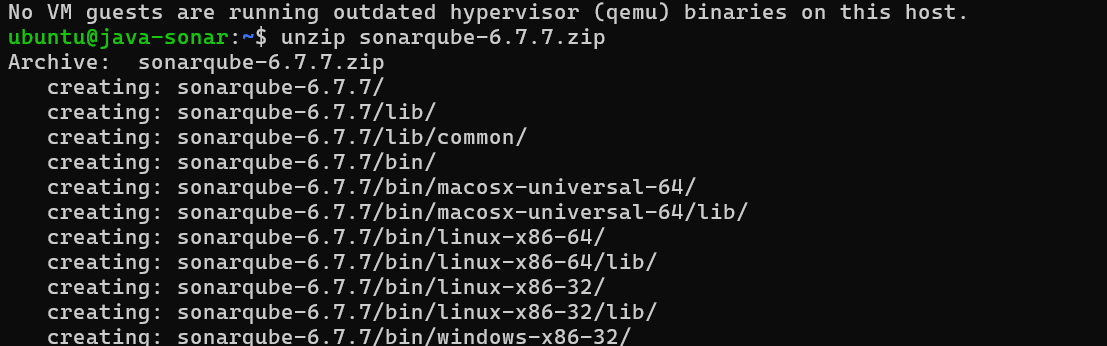 No VM guests are running outdated hypervisor (qemu) binaries on this host.
ubuntu@java-sonar:~$ unzip sonarqube-6.7.7.zip
Archive:  sonarqube-6.7.7.zip
   creating: sonarqube-6.7.7/
   creating: sonarqube-6.7.7/lib/
   creating: sonarqube-6.7.7/lib/common/
   creating: sonarqube-6.7.7/bin/
   creating: sonarqube-6.7.7/bin/macosx-universal-64/
   creating: sonarqube-6.7.7/bin/macosx-universal-64/lib/
   creating: sonarqube-6.7.7/bin/linux-x86-64/
   creating: sonarqube-6.7.7/bin/linux-x86-64/lib/
   creating: sonarqube-6.7.7/bin/linux-x86-32/
   creating: sonarqube-6.7.7/bin/linux-x86-32/lib/
   creating: sonarqube-6.7.7/bin/windows-x86-32/